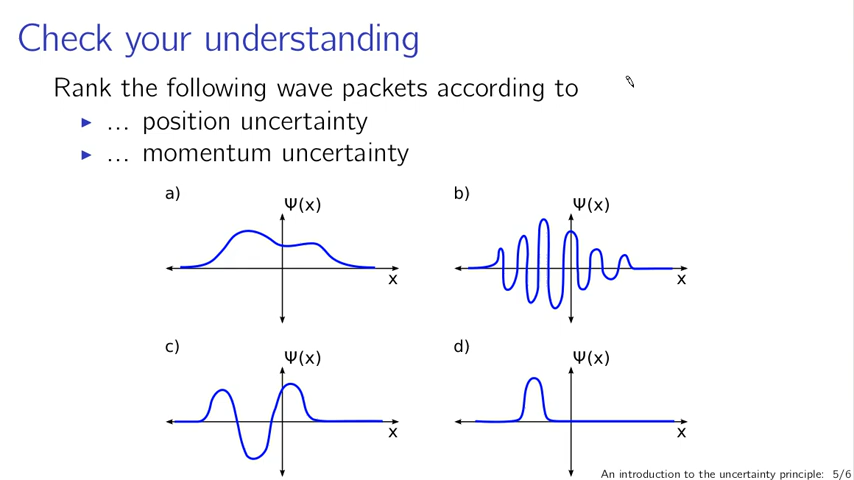 Check your understanding
Rank the following wave packets according to
▶ ... position uncertainty
▶ ... momentum uncertainty
a)
Ψ(x)
x
b)
Ψ(x)
x
c)
Ψ(x)
x
d)
Ψ(x)
x
An introduction to the uncertainty principle: 5/6